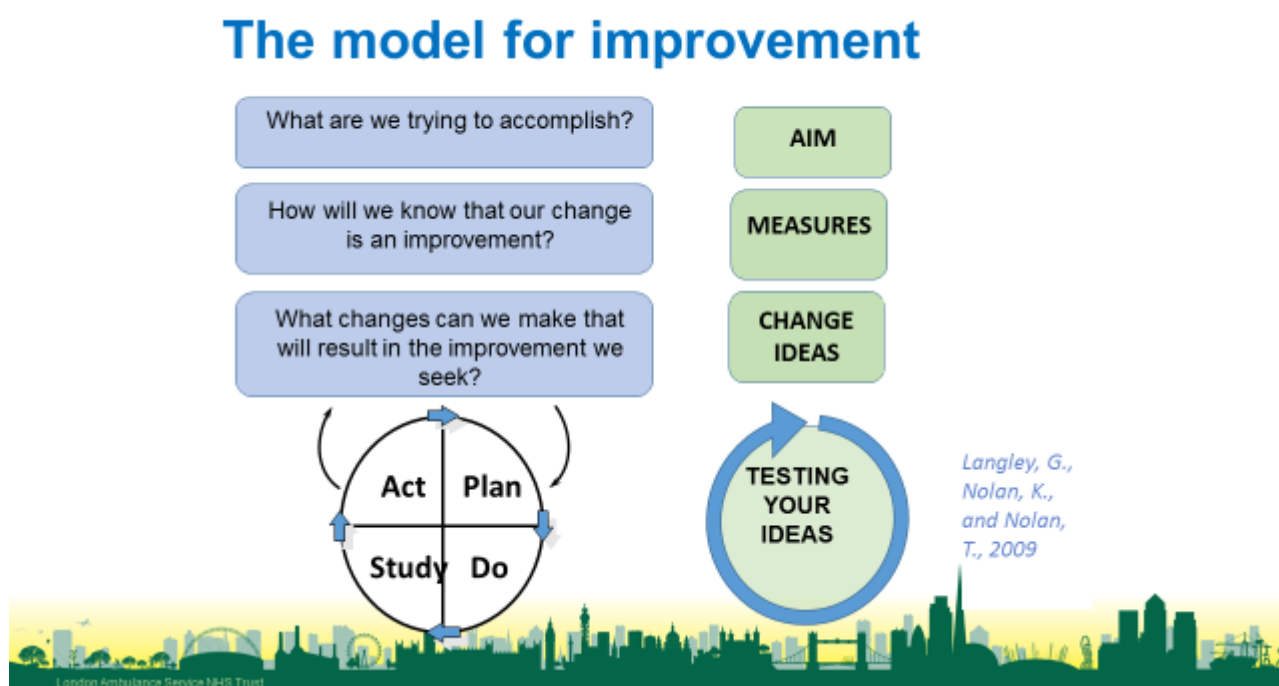 The model for improvement
What are we trying to accomplish?
AIM
How will we know that our change
is an improvement?
MEASURES
What changes can we make that
will result in the improvement we
seek?
CHANGE
IDEAS
Act
Plan
Study
Do
TESTING
YOUR
IDEAS
Langley, G.,
Nolan, K.,
and Nolan,
T., 2009
London Ambulance Service NHS Trust